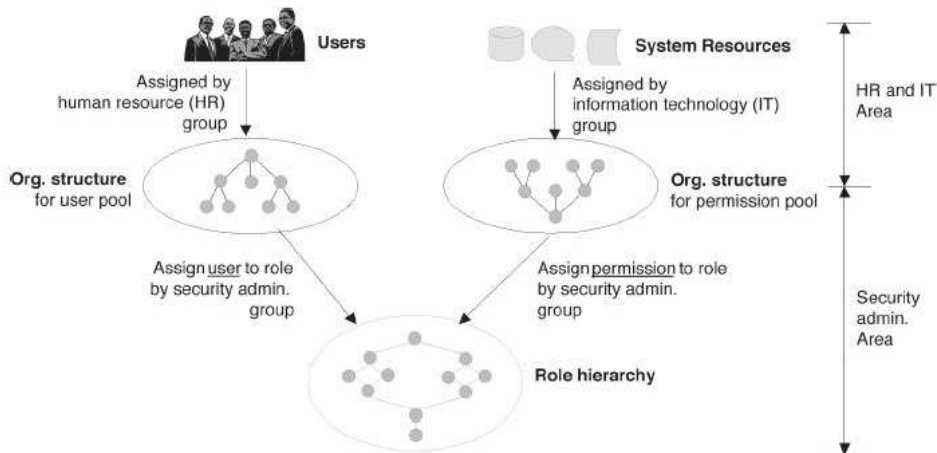 Users
System Resources
Assigned by
human resource (HR)
group
Assigned by
information technology (IT)
group
HR and IT
Area
Org. structure
for user pool
Org. structure
for permission pool
Assign user to role
by security admin.
group
Assign permission to role
by security admin.
group
Security
admin.
Area
Role hierarchy